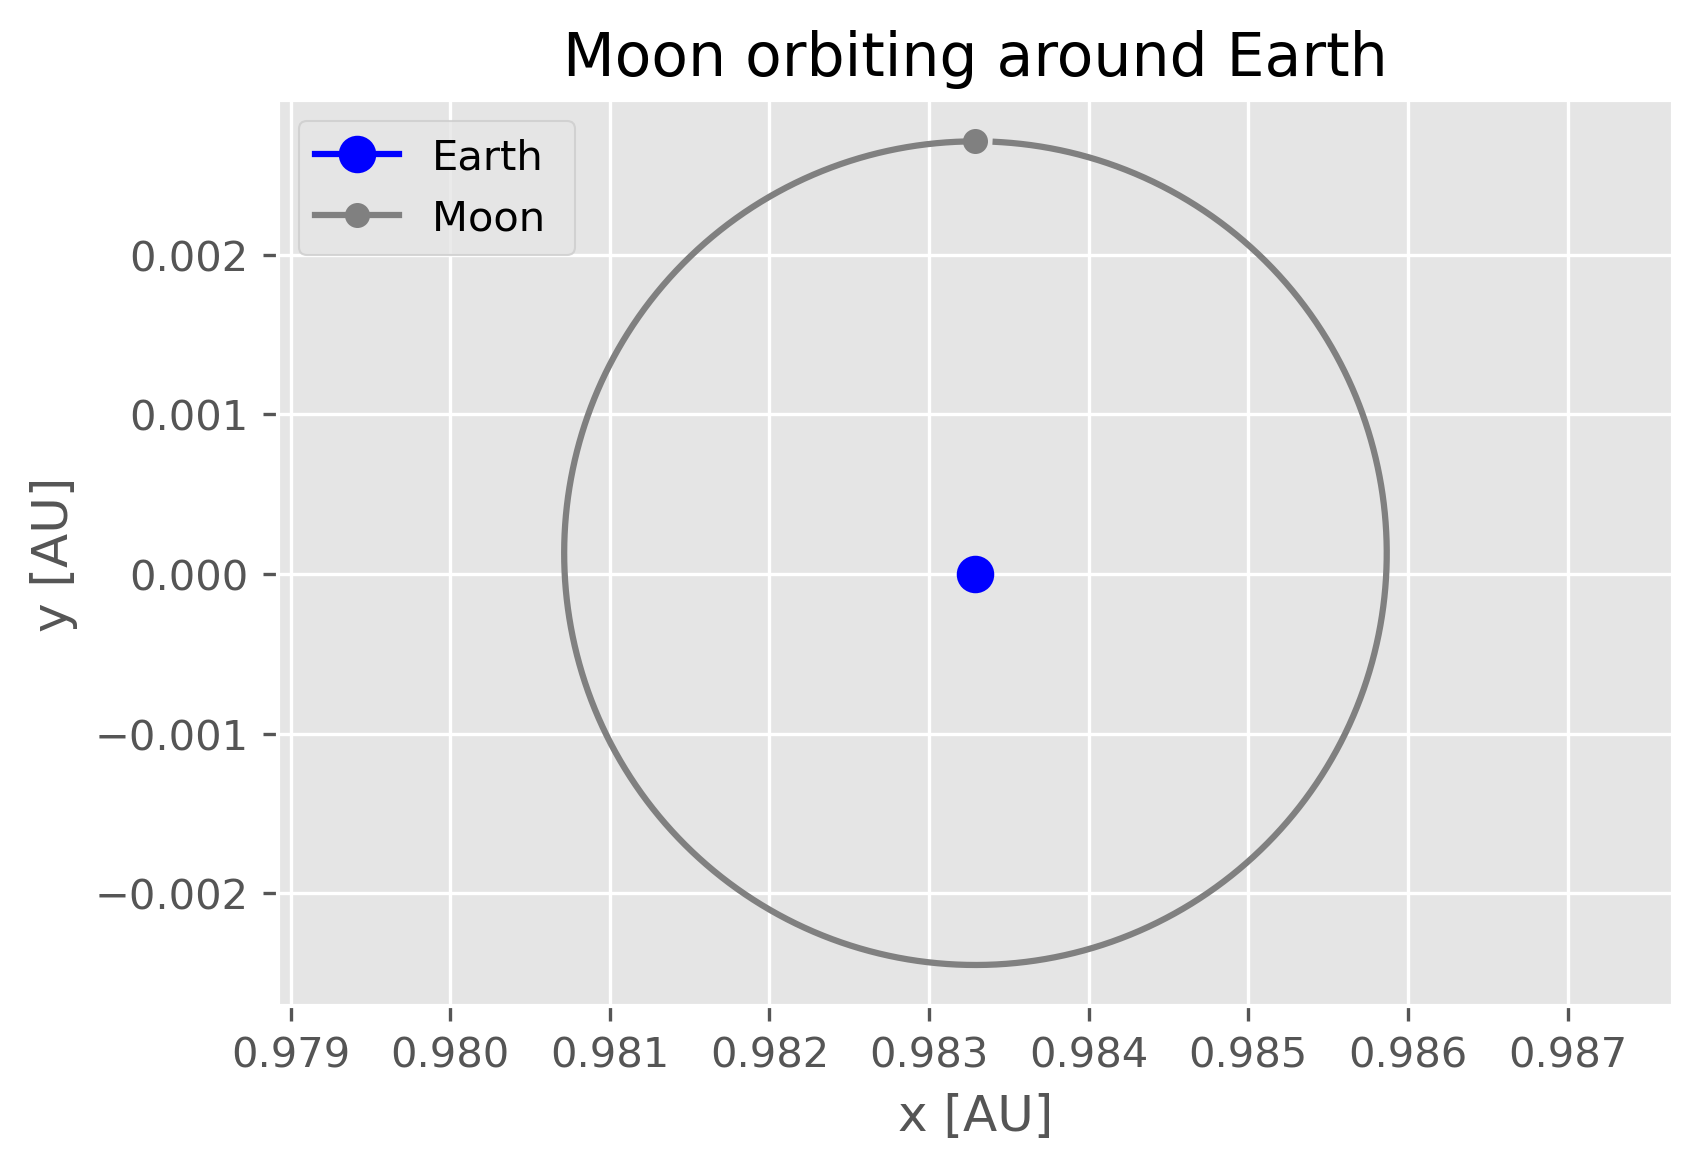 Moon orbiting around Earth
Earth
Moon
0.002
0.001
0.000
−0.001
−0.002
y [AU]
0.979 0.980 0.981 0.982 0.983 0.984 0.985 0.986 0.987
x [AU]